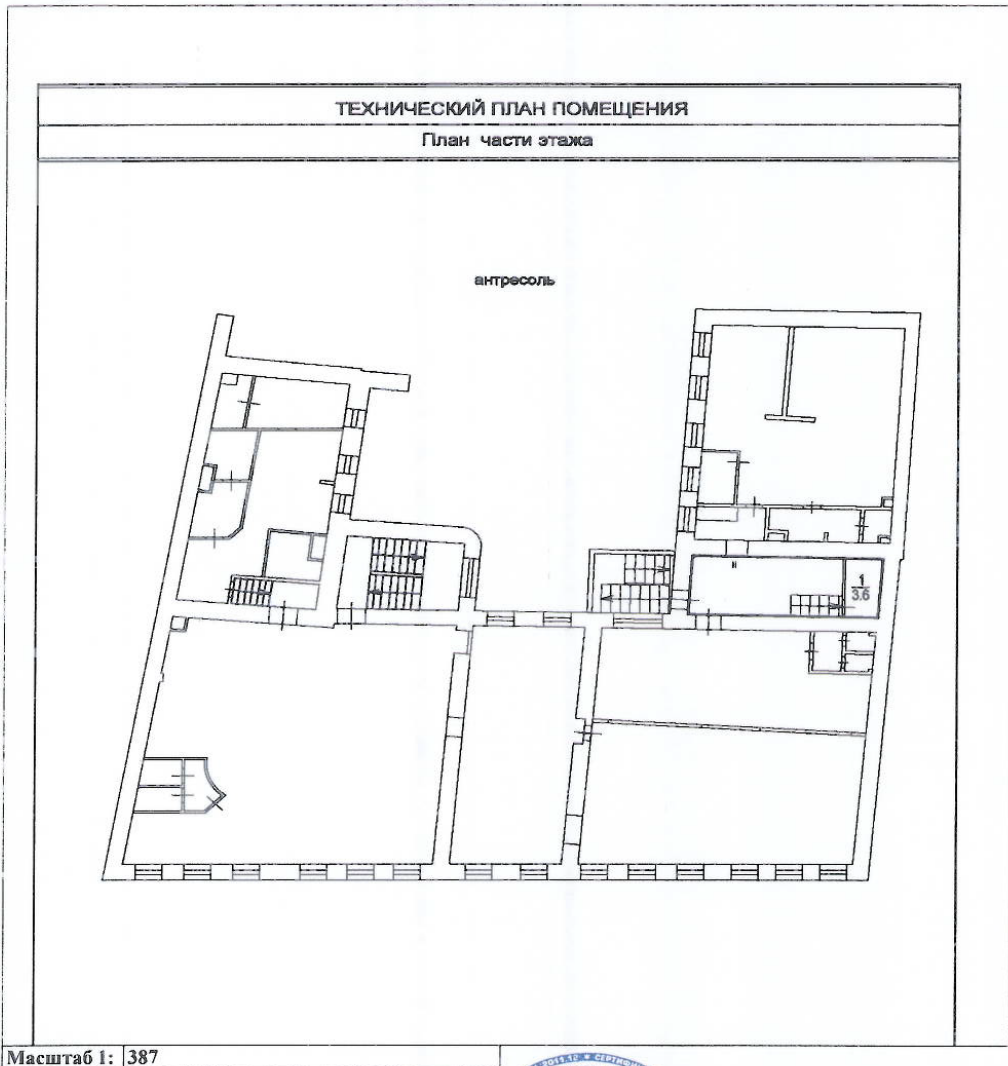 ТЕХНИЧЕСКИЙ ПЛАН ПОМЕЩЕНИЯ
План части этажа
антресоль
1
3.6
Масштаб 1: 387